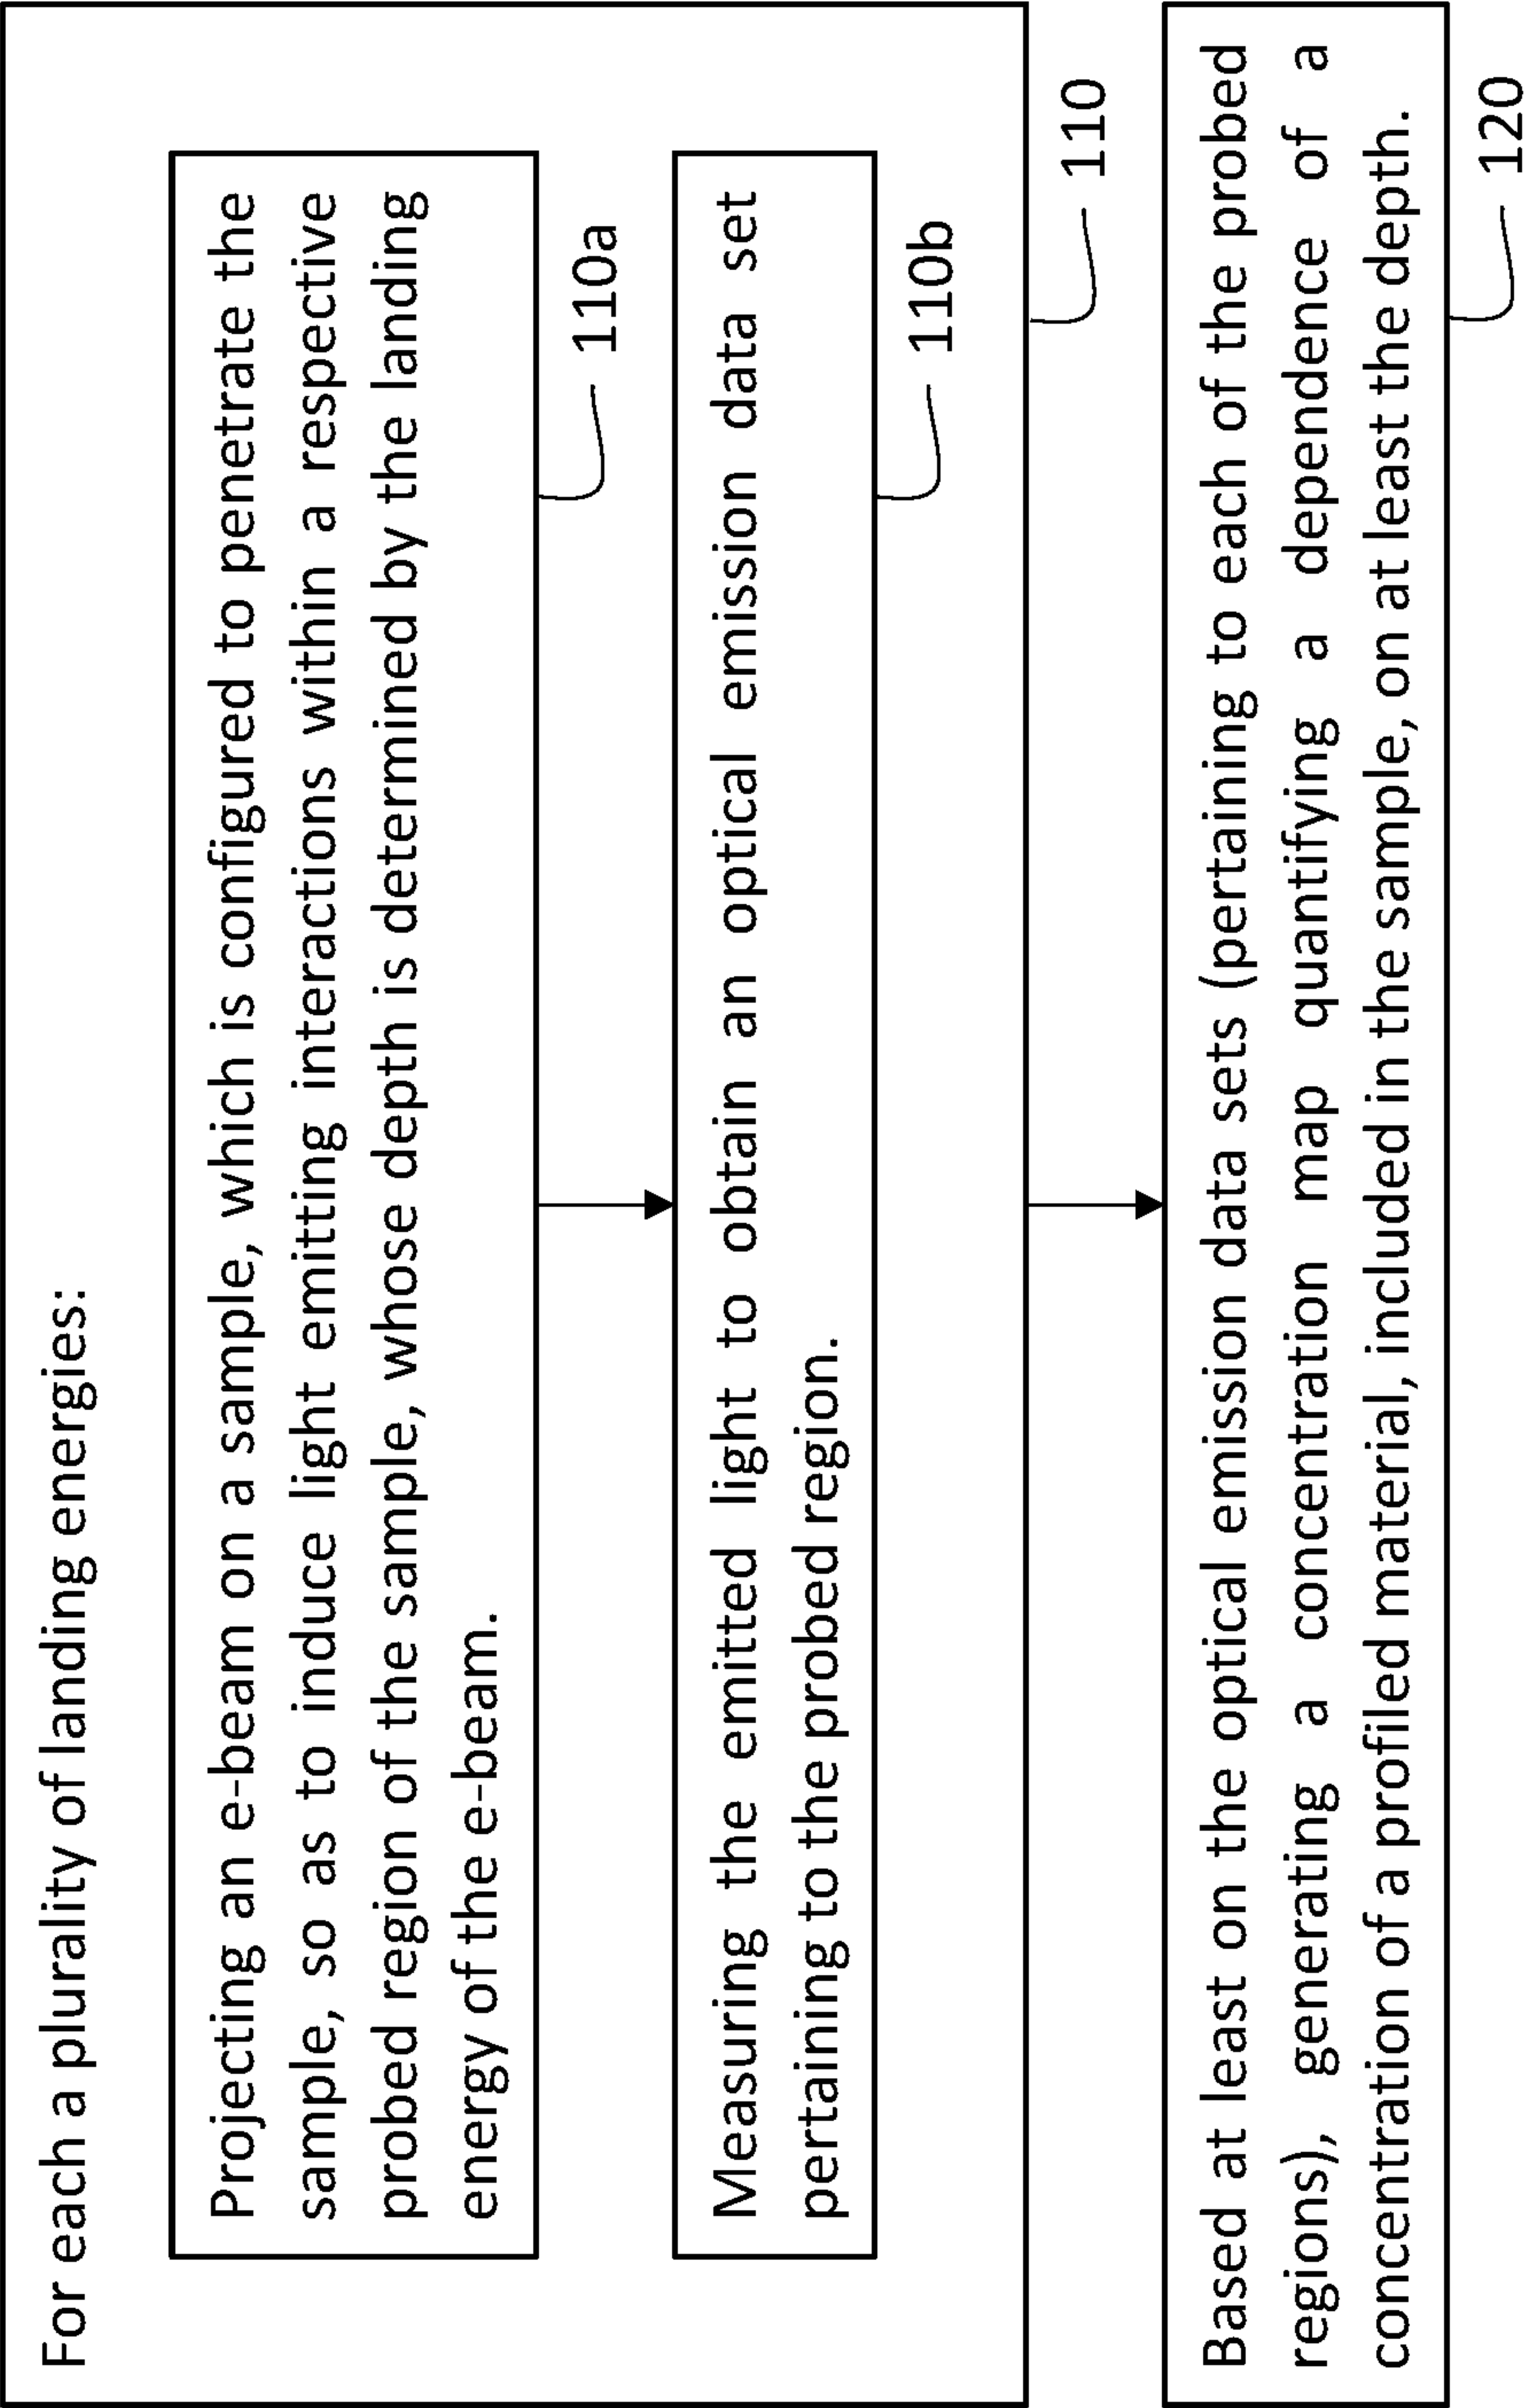 For each a plurality of landing energies:
Projecting an e-beam on a sample, which is configured to penetrate the
sample, so as to induce light emitting interactions within a respective
probed region of the sample, whose depth is determined by the landing
energy of the e-beam.
110a
Measuring the emitted light to obtain an optical emission data set
pertaining to the probed region.
110b
110
Based at least on the optical emission data sets (pertaining to each of the probed
regions), generating a concentration map quantifying a dependence of a
concentration of a profiled material, included in the sample, on at least the depth.
120